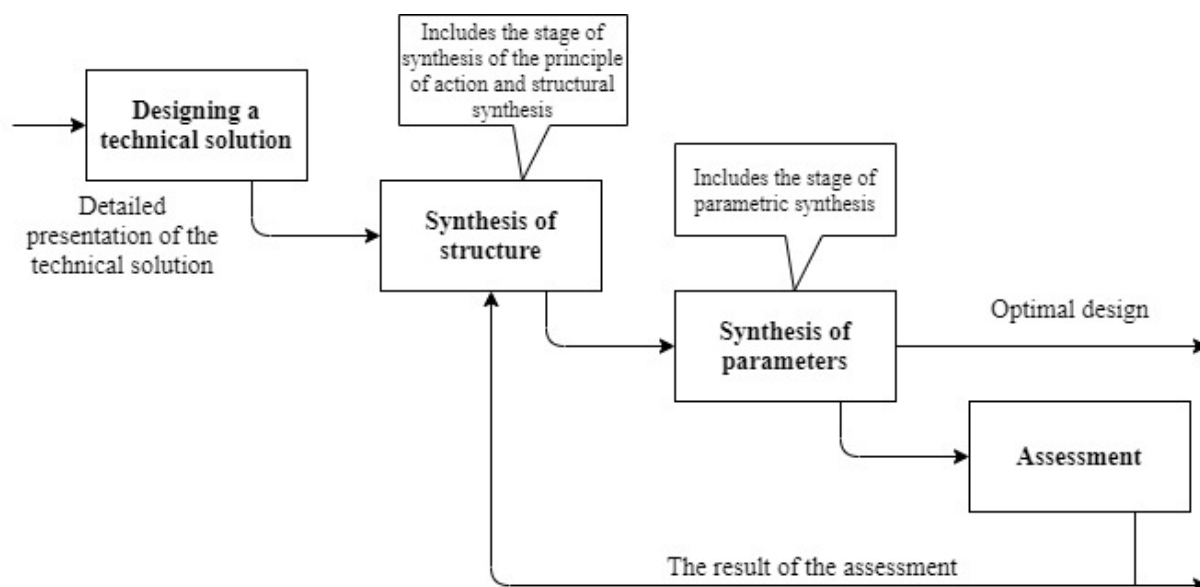 Includes the stage of
synthesis of the principle
of action and structural
synthesis
Designing a
technical solution
Detailed
presentation of the
technical solution
Synthesis of
structure
Includes the stage of
parametric synthesis
Synthesis of
parameters
Optimal design
Assessment
The result of the assessment